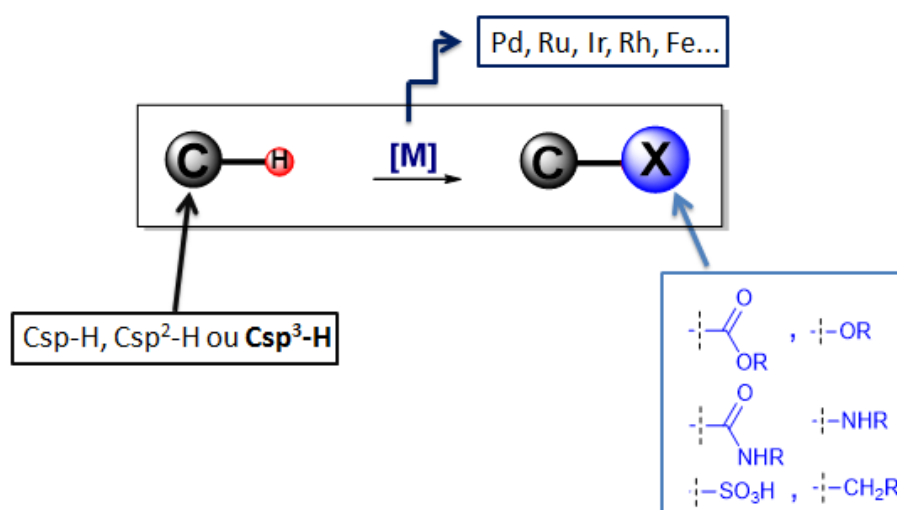 Pd, Ru, Ir, Rh, Fe...
C H [M] C X
Csp-H, Csp²-H ou Csp³-H
O
, OR
OR
O
NHR
NHR
SO₃H , CH₂R